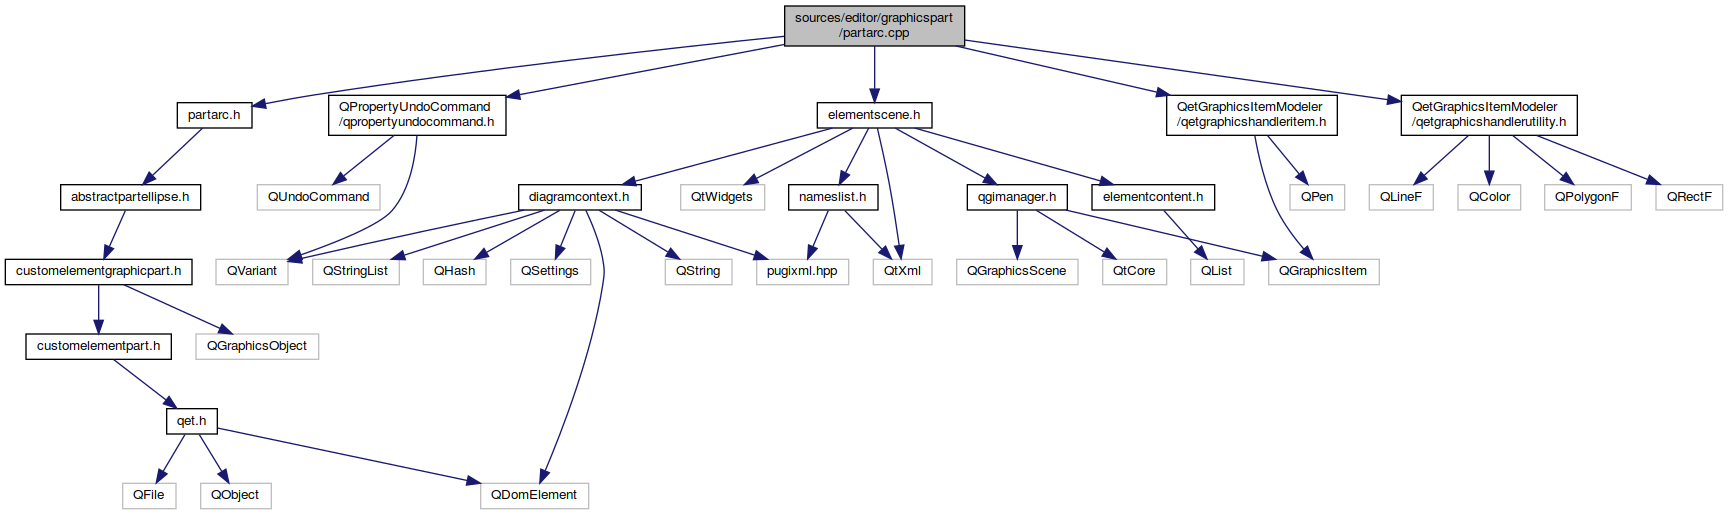 sources/editor/graphicspart
/partarc.cpp
partarc.h
QPropertyUndoCommand
/qpropertyundocommand.h
elementscene.h
QetGraphicsItemModeler
/qetgraphicshandleritem.h
QetGraphicsItemModeler
/qetgraphicshandlerutility.h
abstractpartellipse.h
QUndoCommand
diagramcontext.h
QtWidgets
nameslist.h
qgimanager.h
elementcontent.h
QPen
QLineF
QColor
QPolygonF
QRectF
customelementgraphicpart.h
QVariant
QStringList
QHash
QSettings
QString
pugixml.hpp
QtXml
QGraphicsScene
QtCore
QList
QGraphicsItem
customelementpart.h
QGraphicsObject
qet.h
QFile
QObject
QDomElement